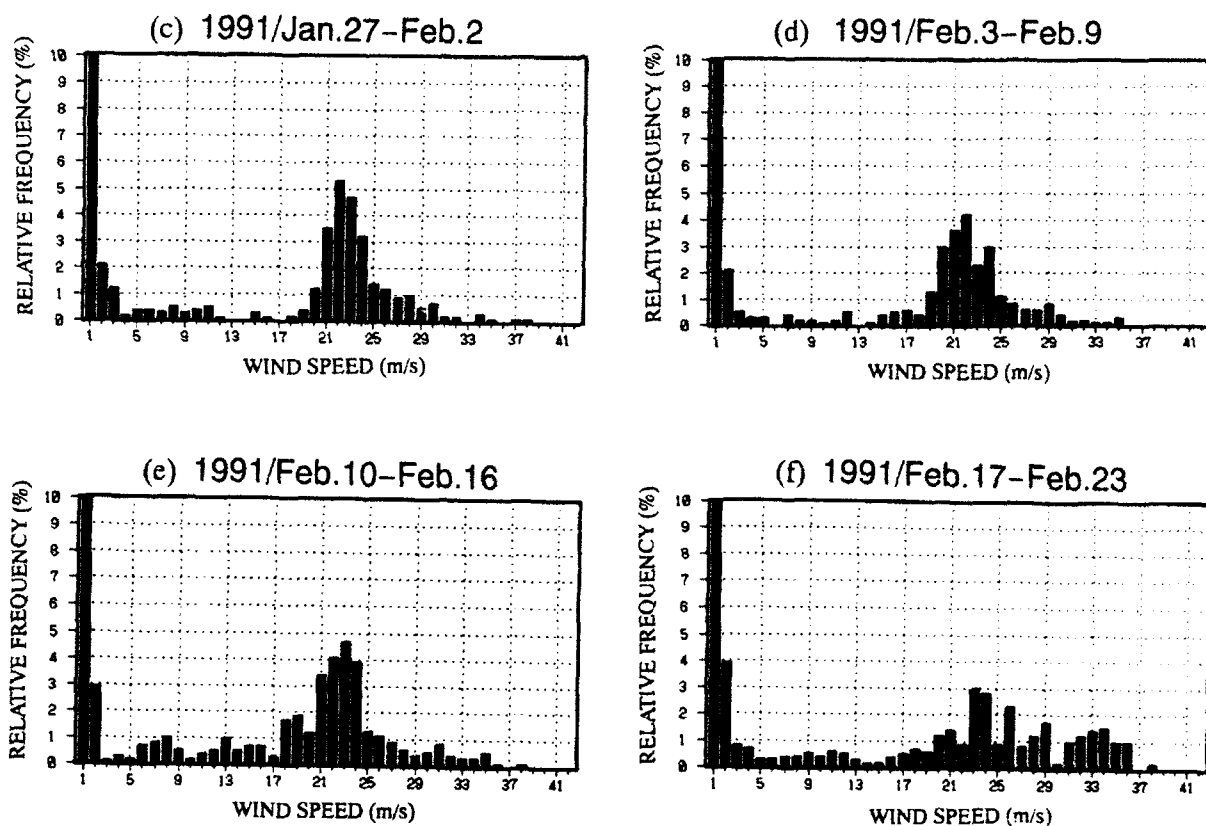 (c) 1991/Jan.27-Feb.2
RELATIVE FREQUENCY (%)
10
9
8
7
6
5
4
3
2
1
0
1 5 9 13 17 21 25 29 33 37 41
WIND SPEED (m/s)
(d) 1991/Feb.3-Feb.9
RELATIVE FREQUENCY (%)
10
9
8
7
6
5
4
3
2
1
0
1 5 9 13 17 21 25 29 33 37 41
WIND SPEED (m/s)
(e) 1991/Feb.10-Feb.16
RELATIVE FREQUENCY (%)
10
9
8
7
6
5
4
3
2
1
0
1 5 9 13 17 21 25 29 33 37 41
WIND SPEED (m/s)
(f) 1991/Feb.17-Feb.23
RELATIVE FREQUENCY (%)
10
9
8
7
6
5
4
3
2
1
0
1 5 9 13 17 21 25 29 33 37 41
WIND SPEED (m/s)